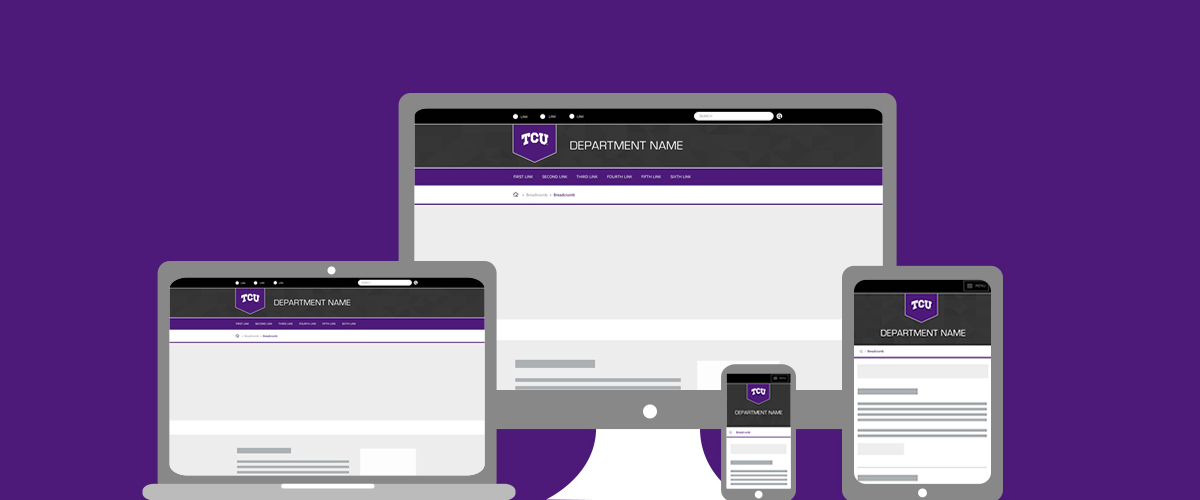 LINK LINK LINK SEARCH
TCU DEPARTMENT NAME
FIRST LINK SECOND LINK THIRD LINK FOURTH LINK FIFTH LINK SIXTH LINK
> Breadcrumb > Breadcrumb
LINK LINK LINK SEARCH
TCU DEPARTMENT NAME
FIRST LINK SECOND LINK THIRD LINK FOURTH LINK FIFTH LINK SIXTH LINK
> Breadcrumb > Breadcrumb
MENU
TCU
DEPARTMENT NAME
> Breadcrumb
MENU
TCU
DEPARTMENT NAME
> Breadcrumb